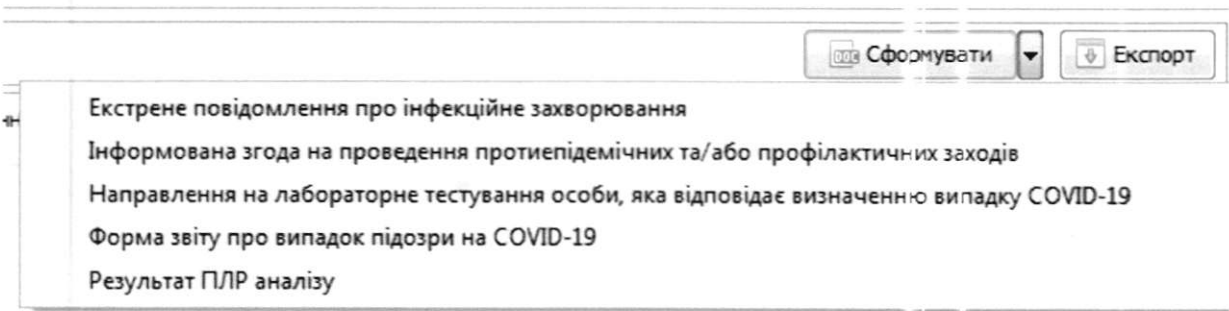 Сформувати Експорт
Екстрене повідомлення про інфекційне захворювання
Інформована згода на проведення протиепідемічних та/або профілактичних заходів
Направлення на лабораторне тестування особи, яка відповідає визначенню випадку COVID-19
Форма звіту про випадок підозри на COVID-19
Результат ПЛР аналізу